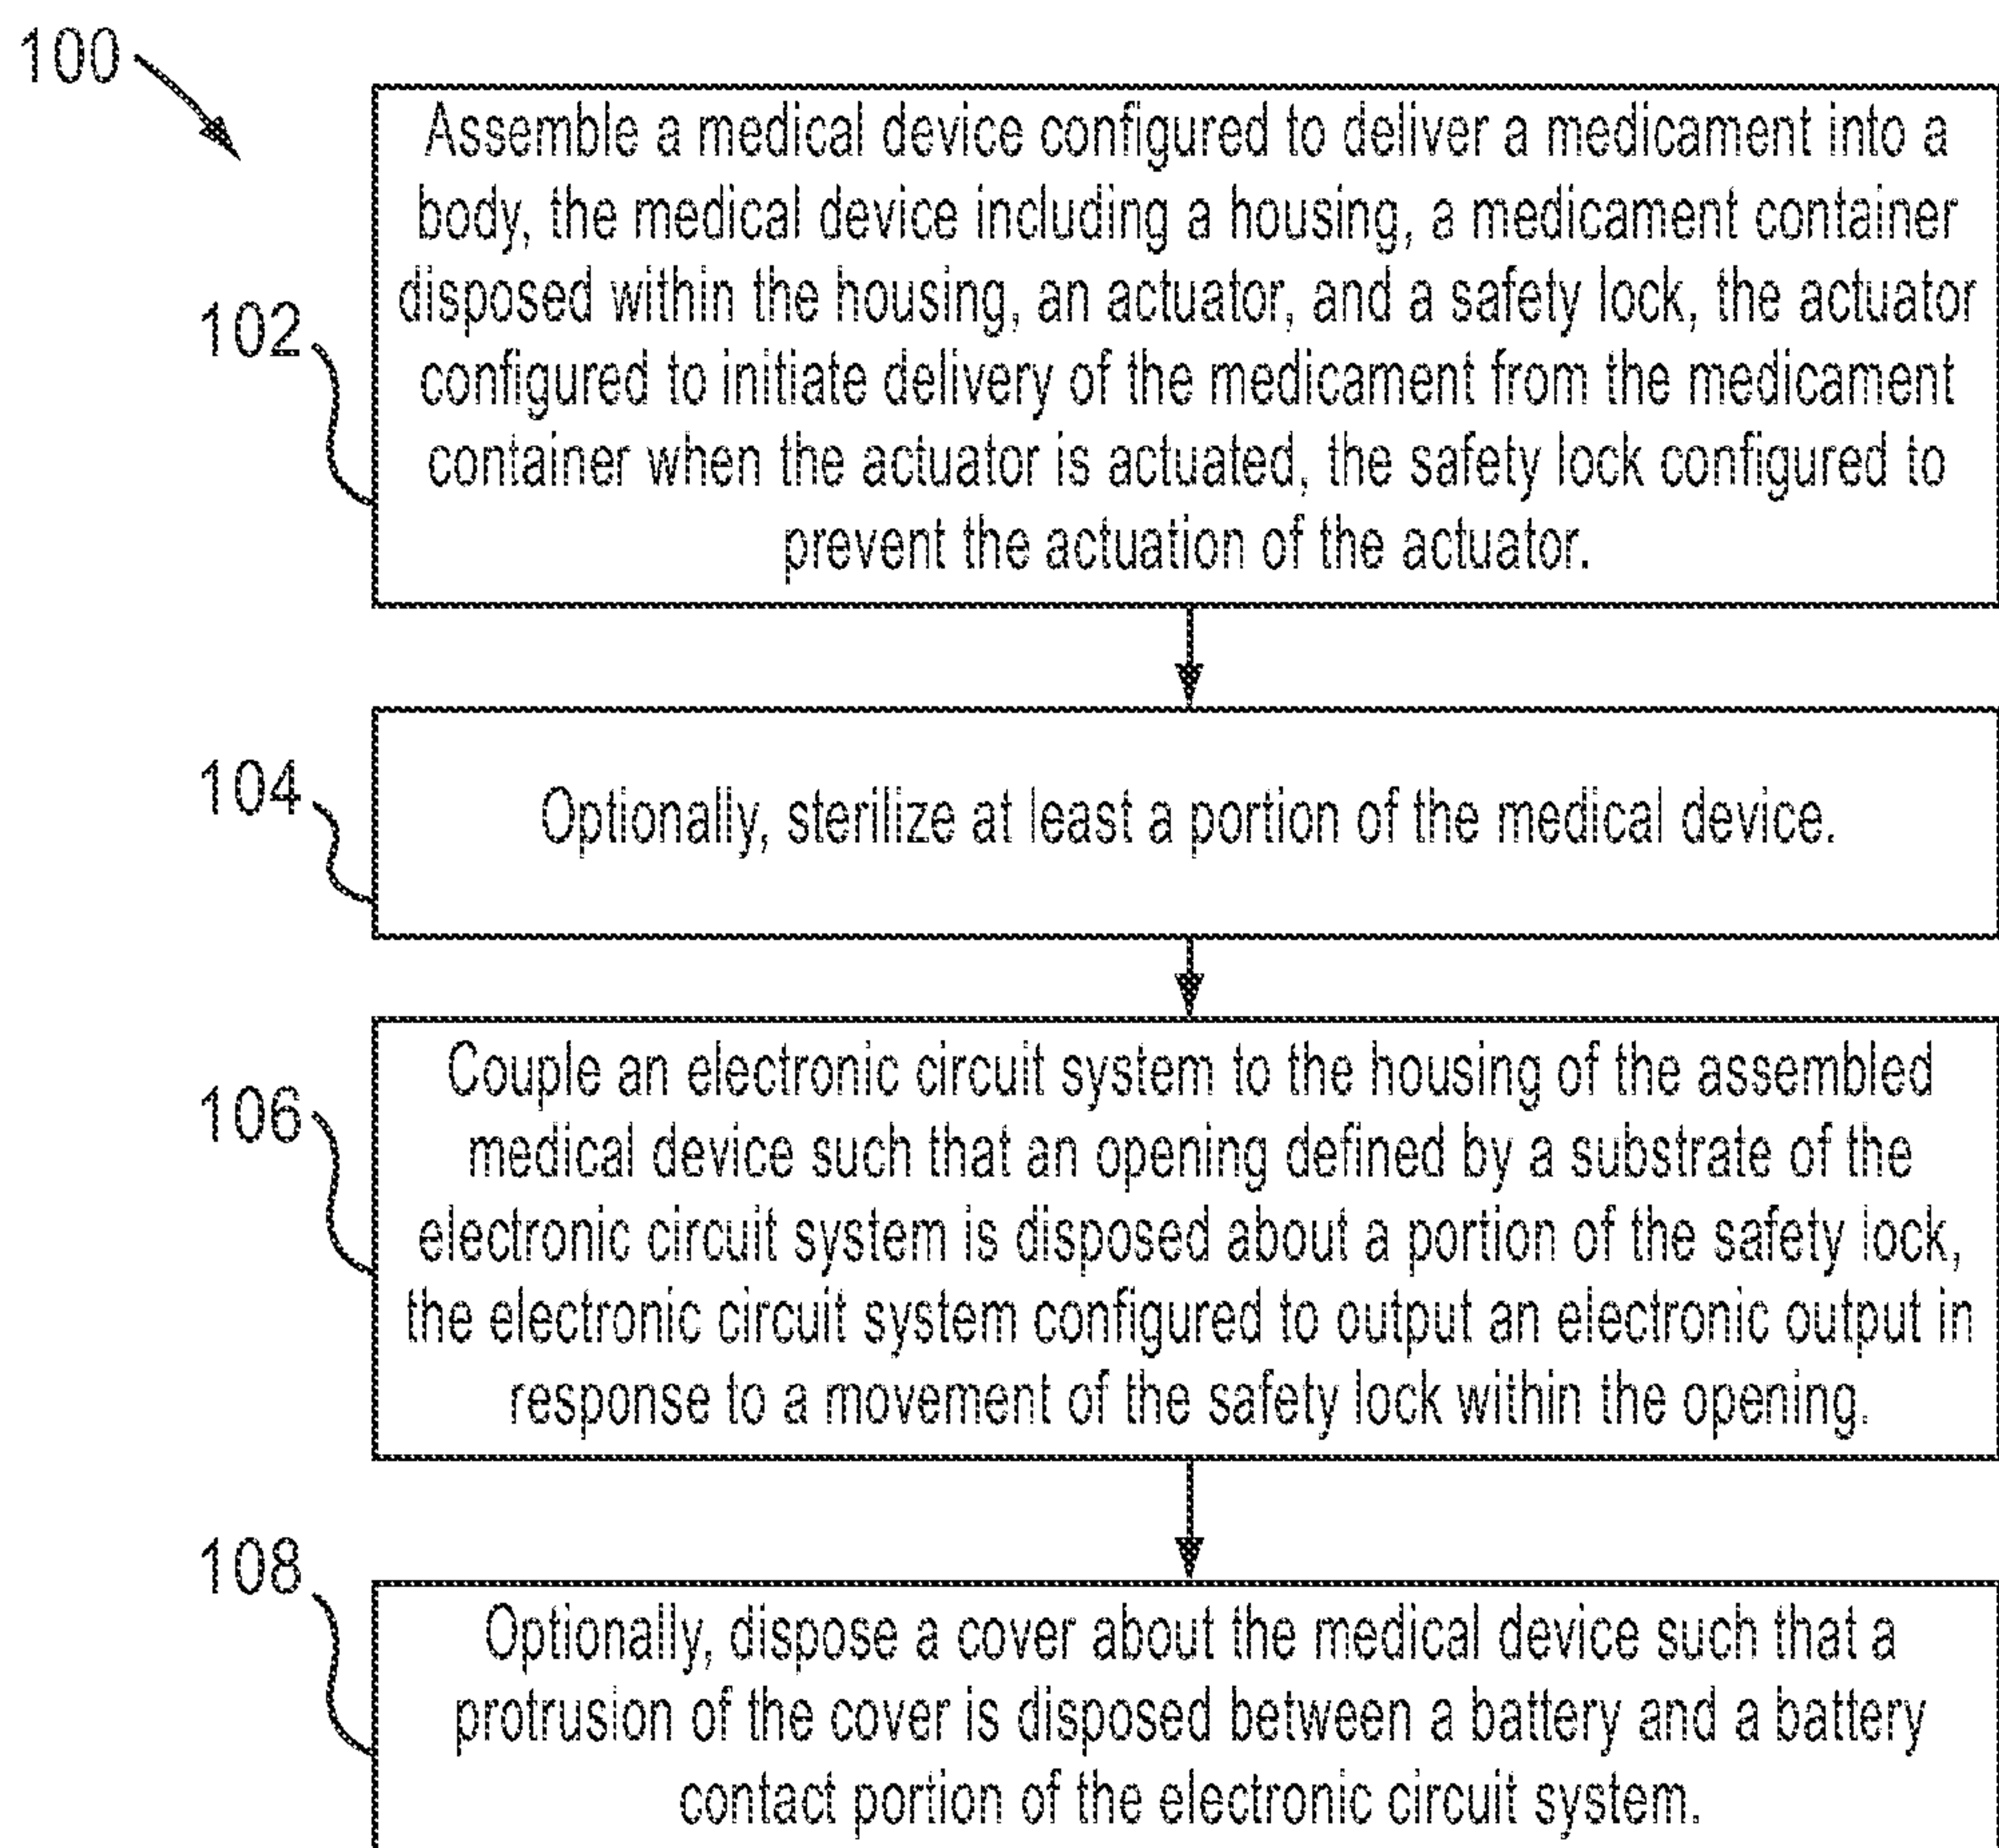 100
Assemble a medical device configured to deliver a medicament into a
body, the medical device including a housing, a medicament container
disposed within the housing, an actuator, and a safety lock, the actuator
102
configured to initiate delivery of the medicament from the medicament
container when the actuator is actuated, the safety lock configured to
prevent the actuation of the actuator.
104
Optionally, sterilize at least a portion of the medical device.
Couple an electronic circuit system to the housing of the assembled
106
medical device such that an opening defined by a substrate of the
electronic circuit system is disposed about a portion of the safety lock,
the electronic circuit system configured to output an electronic output in
response to a movement of the safety lock within the opening.
108
Optionally, dispose a cover about the medical device such that a
protrusion of the cover is disposed between a battery and a battery
contact portion of the electronic circuit system.